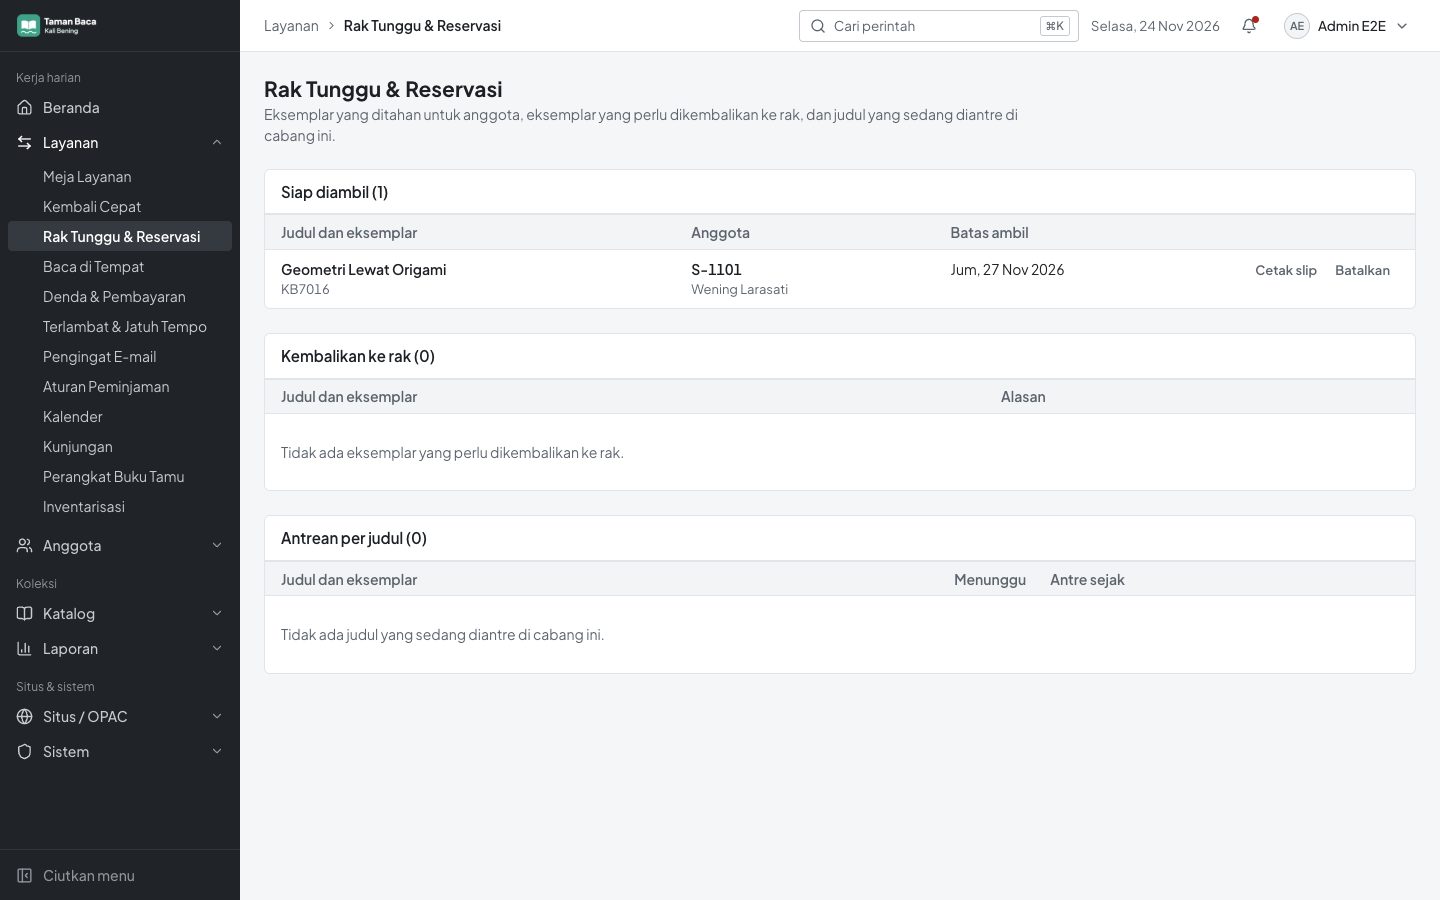 Taman Baca
Kali Bening
Layanan > Rak Tunggu & Reservasi
Cari perintah
⌘K
Selasa, 24 Nov 2026
AE
Admin E2E
Kerja harian
Beranda
Layanan
Meja Layanan
Kembali Cepat
Rak Tunggu & Reservasi
Baca di Tempat
Denda & Pembayaran
Terlambat & Jatuh Tempo
Pengingat E-mail
Aturan Peminjaman
Kalender
Kunjungan
Perangkat Buku Tamu
Inventarisasi
Anggota
Koleksi
Katalog
Laporan
Situs & sistem
Situs / OPAC
Sistem
Ciutkan menu
Rak Tunggu & Reservasi
Eksemplar yang ditahan untuk anggota, eksemplar yang perlu dikembalikan ke rak, dan judul yang sedang diantre di
cabang ini.
Siap diambil (1)
Judul dan eksemplar Anggota Batas ambil
Geometri Lewat Origami S-1101 Jum, 27 Nov 2026 Cetak slip Batalkan
KB7016 Wening Larasati
Kembalikan ke rak (0)
Judul dan eksemplar Alasan
Tidak ada eksemplar yang perlu dikembalikan ke rak.
Antrean per judul (0)
Judul dan eksemplar Menunggu Antre sejak
Tidak ada judul yang sedang diantre di cabang ini.